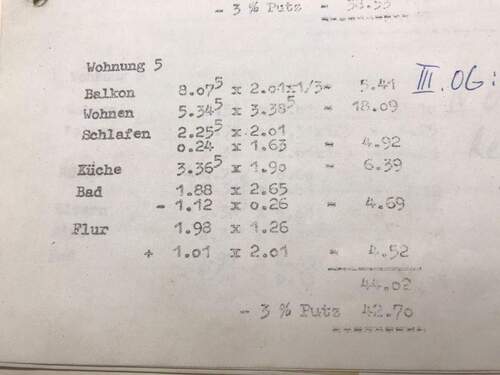 - 3 % Putz
Wohnung 5
III. OG:
Balkon 8.07⁵ x 2.01x1/3= 5.41
Wohnen 5.34⁵ x 3.38⁵ = 18.09
Schlafen 2.25⁵ x 2.01
0.24 x 1.63 = 4.92
Küche 3.36⁵ x 1.90 = 6.39
Bad 1.88 x 2.65
- 1.12 x 0.26 = 4.69
Flur 1.98 x 1.26
+ 1.01 x 2.01 = 4.52
44.02
- 3 % Putz 42.70